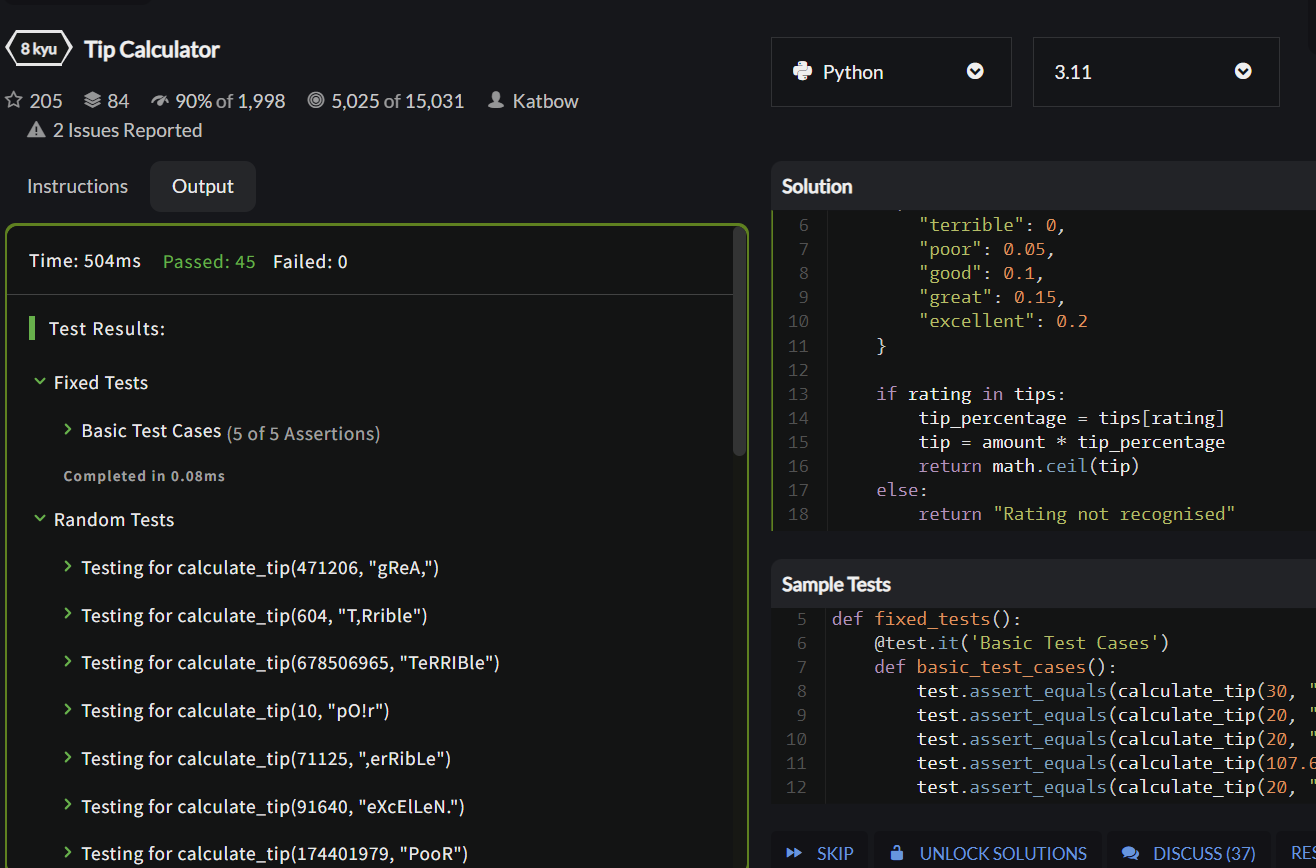 8 kyu Tip Calculator
205 84 90% of 1,998 5,025 of 15,031 Katbow
2 Issues Reported
Instructions Output
Time: 504ms Passed: 45 Failed: 0
Test Results:
Fixed Tests
Basic Test Cases (5 of 5 Assertions)
Completed in 0.08ms
Random Tests
Testing for calculate_tip(471206, "gReA,")
Testing for calculate_tip(604, "T,Rrible")
Testing for calculate_tip(678506965, "TeRRIBle")
Testing for calculate_tip(10, "pO!r")
Testing for calculate_tip(71125, ",erRibLe")
Testing for calculate_tip(91640, "eXcElLeN.")
Testing for calculate_tip(174401979, "PooR")
Python 3.11
Solution
6 "terrible": 0,
7 "poor": 0.05,
8 "good": 0.1,
9 "great": 0.15,
10 "excellent": 0.2
11 }
12
13 if rating in tips:
14 tip_percentage = tips[rating]
15 tip = amount * tip_percentage
16 return math.ceil(tip)
17 else:
18 return "Rating not recognised"
Sample Tests
5 def fixed_tests():
6 @test.it('Basic Test Cases')
7 def basic_test_cases():
8 test.assert_equals(calculate_tip(30, "
9 test.assert_equals(calculate_tip(20, "
10 test.assert_equals(calculate_tip(20, "
11 test.assert_equals(calculate_tip(107.6
12 test.assert_equals(calculate_tip(20, "
SKIP UNLOCK SOLUTIONS DISCUSS (37) RES